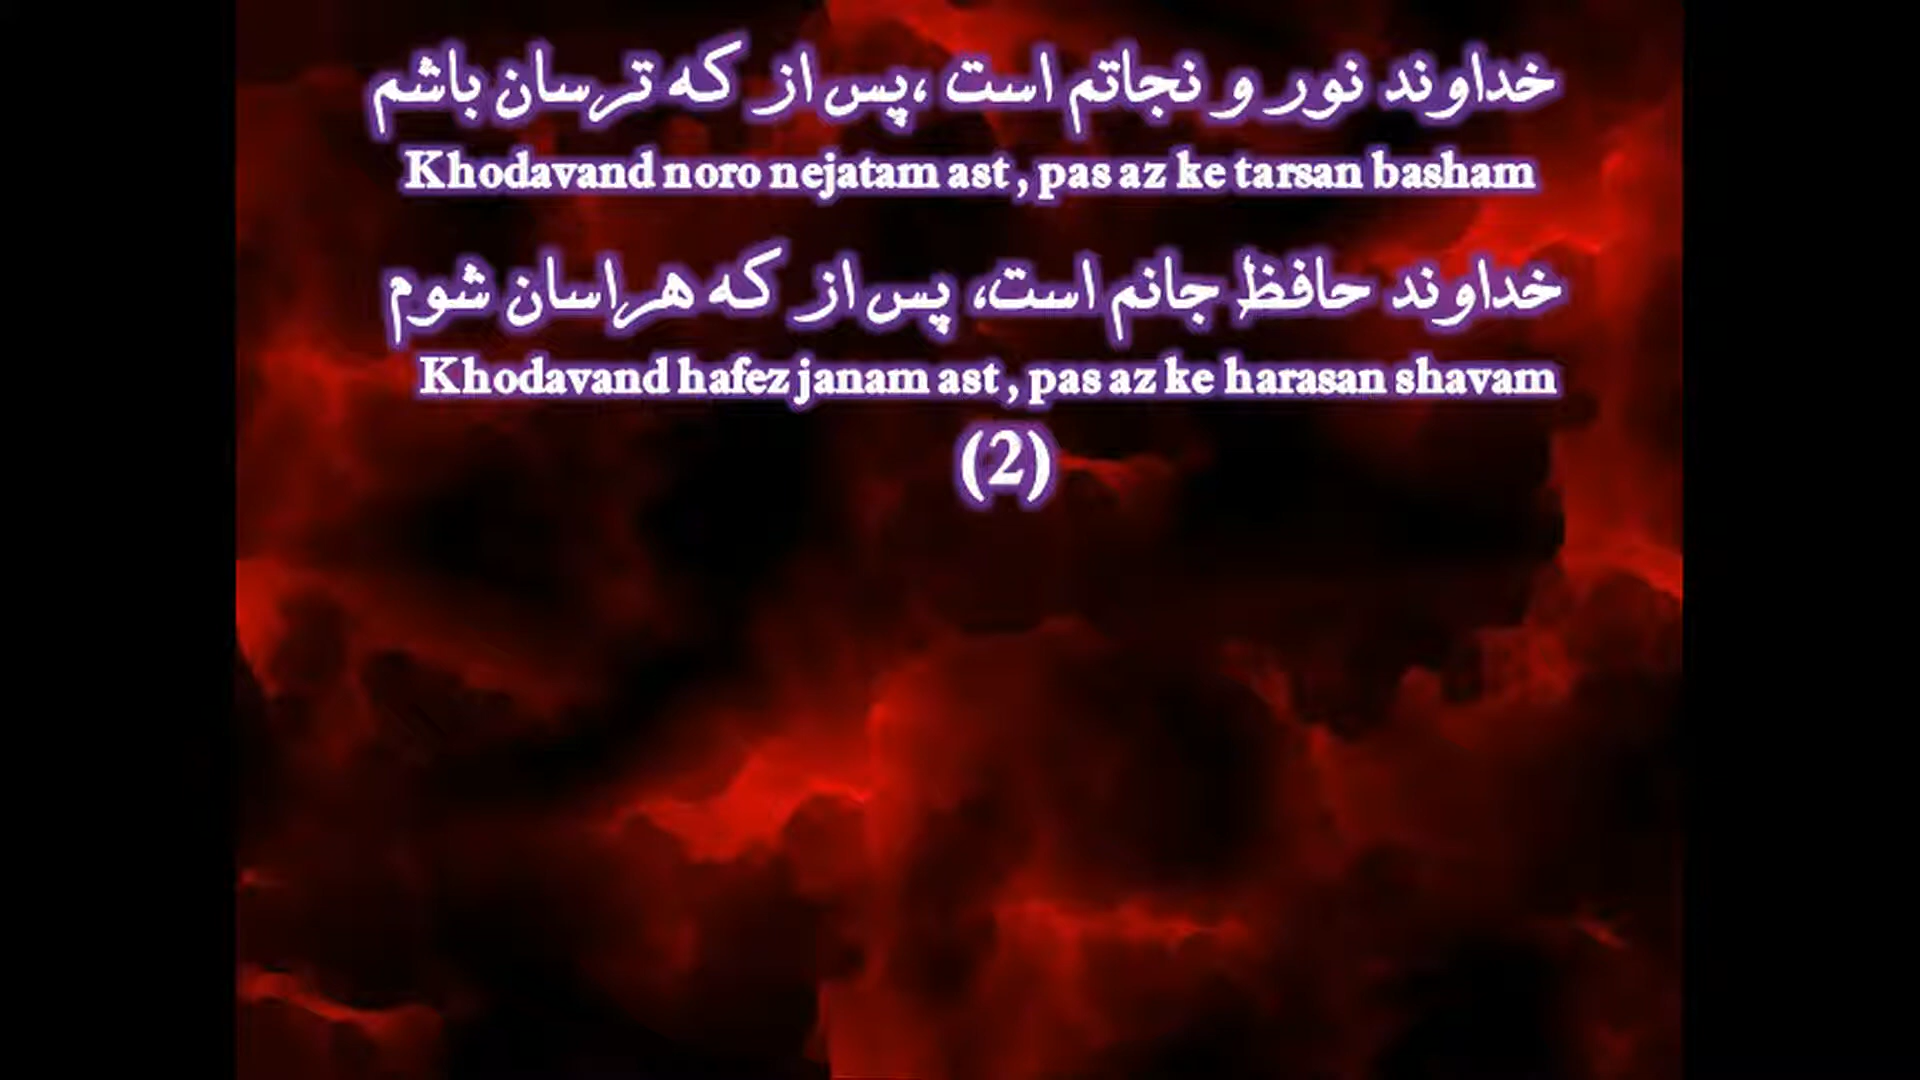 خداوند نور و نجاتم است ،پس از که ترسان باشم
Khodavand noro nejatam ast , pas az ke tarsan basham
خداوند حافظِ جانم است، پس از که هراسان شوم
Khodavand hafez janam ast , pas az ke harasan shavam
(2)